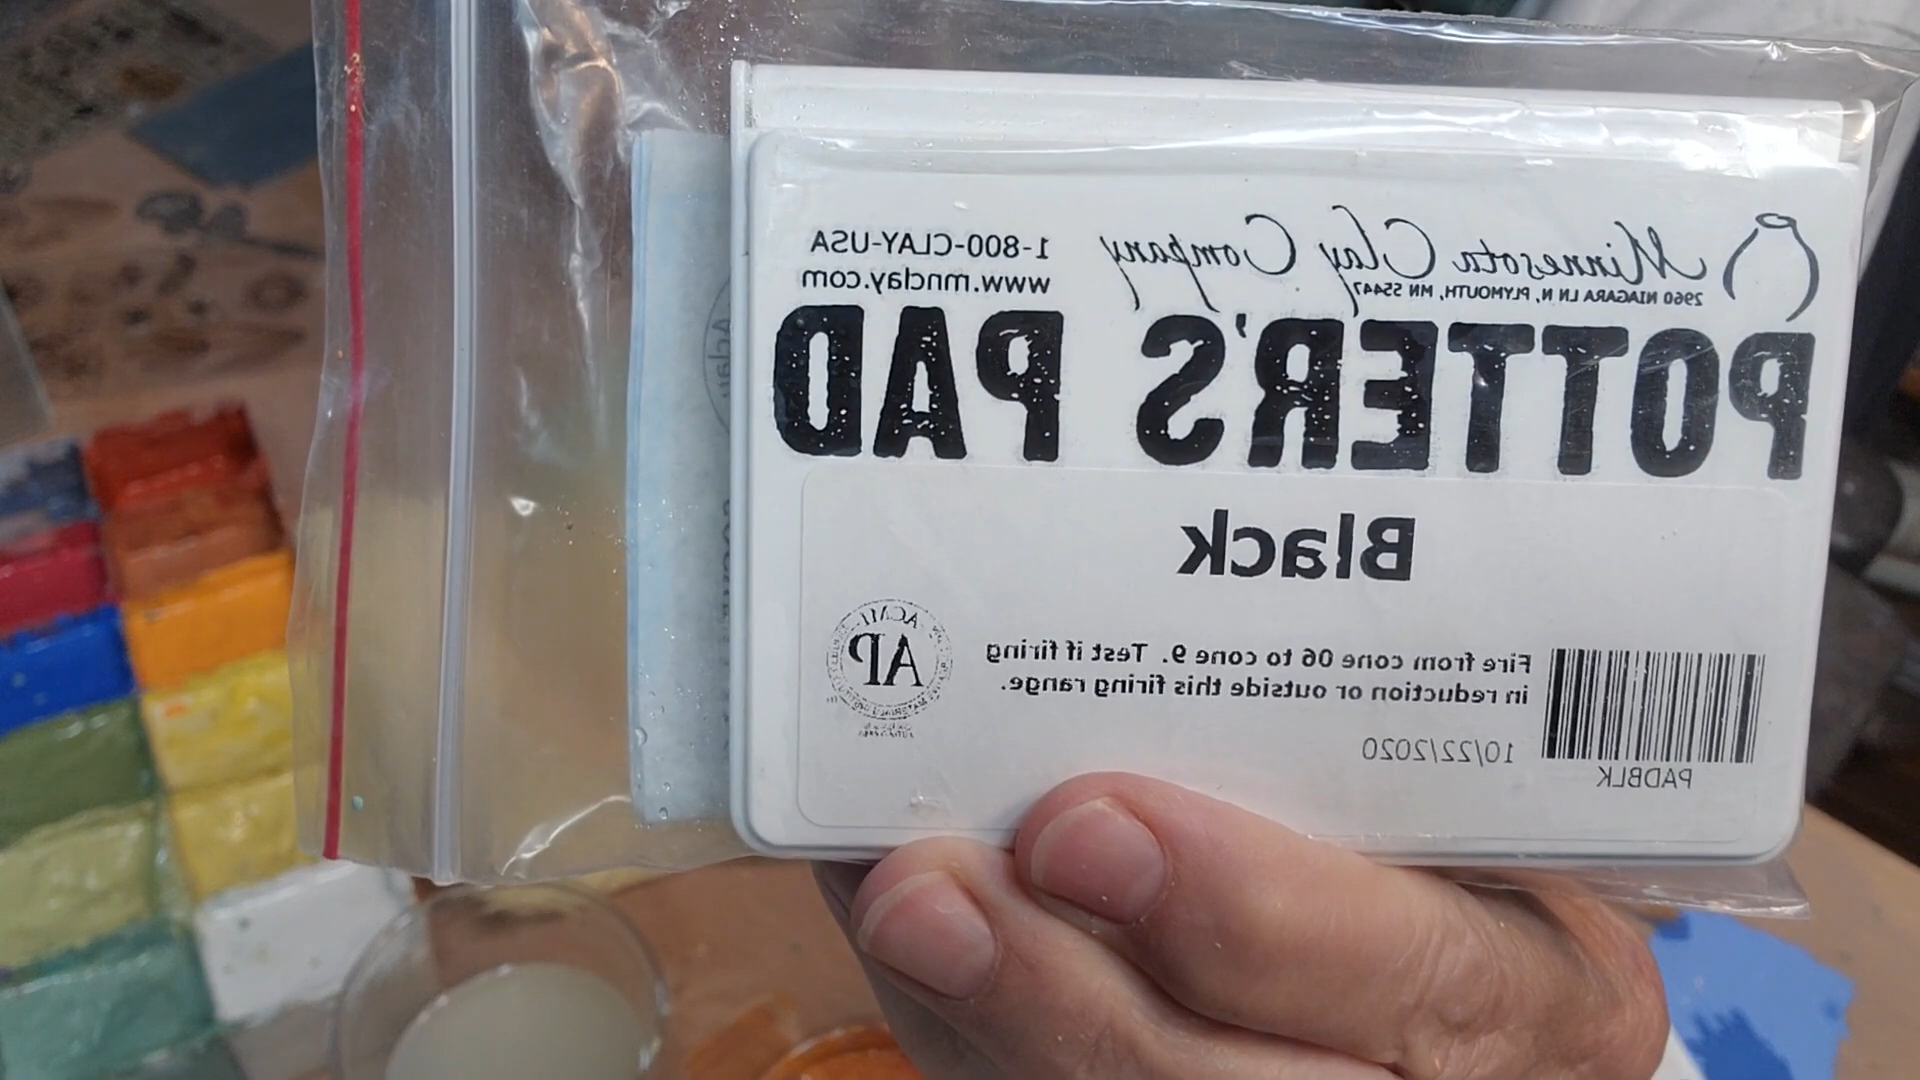 Minnesota Clay Company
2960 NIAGARA LN N, PLYMOUTH, MN 55447
1-800-CLAY-USA
www.mnclay.com
POTTER'S PAD
Black
Fire from cone 06 to cone 9. Test if firing
in reduction or outside this firing range.
10/22/2020
PADBLK
AP